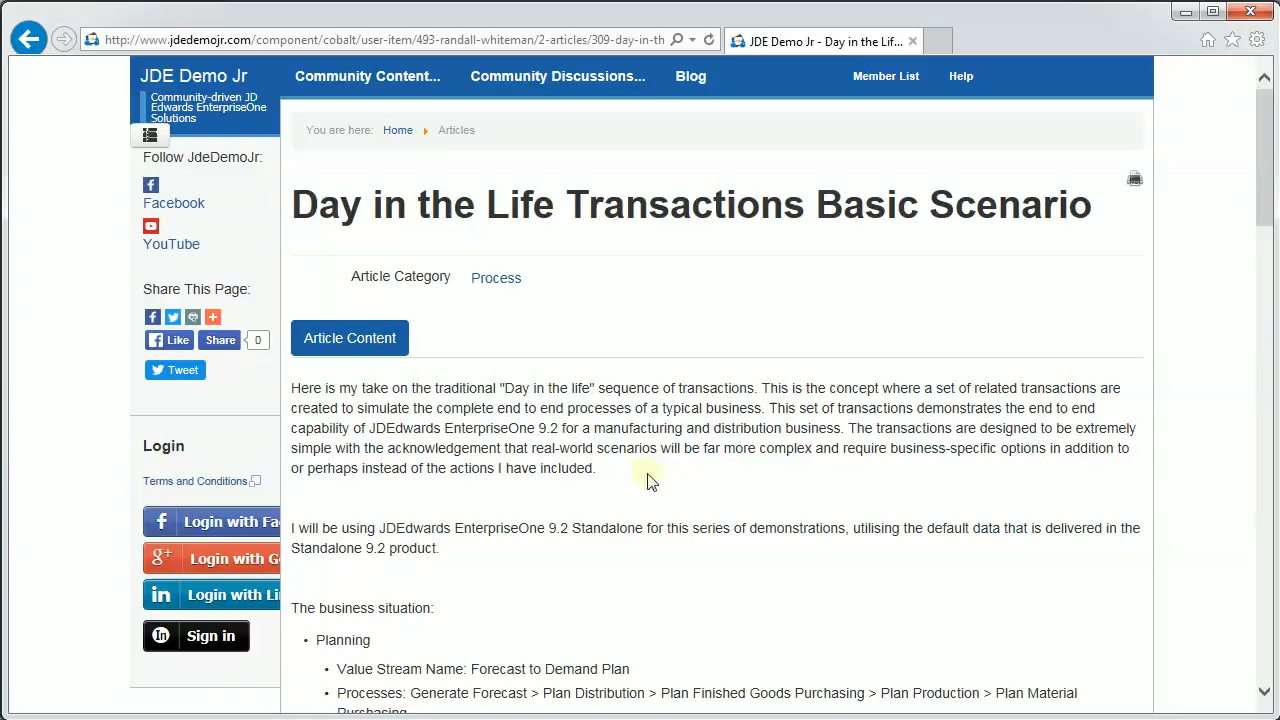 http://www.jdedemojr.com/component/cobalt/user-item/493-randall-whiteman/2-articles/309-day-in-th
JDE Demo Jr - Day in the Lif...
JDE Demo Jr
Community-driven JD
Edwards EnterpriseOne
Solutions
Community Content...
Community Discussions...
Blog
Member List
Help
Follow JdeDemoJr:
Facebook
YouTube
Share This Page:
Like
Share
0
Tweet
Login
Terms and Conditions
Login with Fa
Login with G
Login with Li
Sign in
You are here: Home Articles
Day in the Life Transactions Basic Scenario
Article Category Process
Article Content
Here is my take on the traditional "Day in the life" sequence of transactions. This is the concept where a set of related transactions are
created to simulate the complete end to end processes of a typical business. This set of transactions demonstrates the end to end
capability of JDEdwards EnterpriseOne 9.2 for a manufacturing and distribution business. The transactions are designed to be extremely
simple with the acknowledgement that real-world scenarios will be far more complex and require business-specific options in addition to
or perhaps instead of the actions I have included.
I will be using JDEdwards EnterpriseOne 9.2 Standalone for this series of demonstrations, utilising the default data that is delivered in the
Standalone 9.2 product.
The business situation:
• Planning
• Value Stream Name: Forecast to Demand Plan
• Processes: Generate Forecast > Plan Distribution > Plan Finished Goods Purchasing > Plan Production > Plan Material
Purchasing